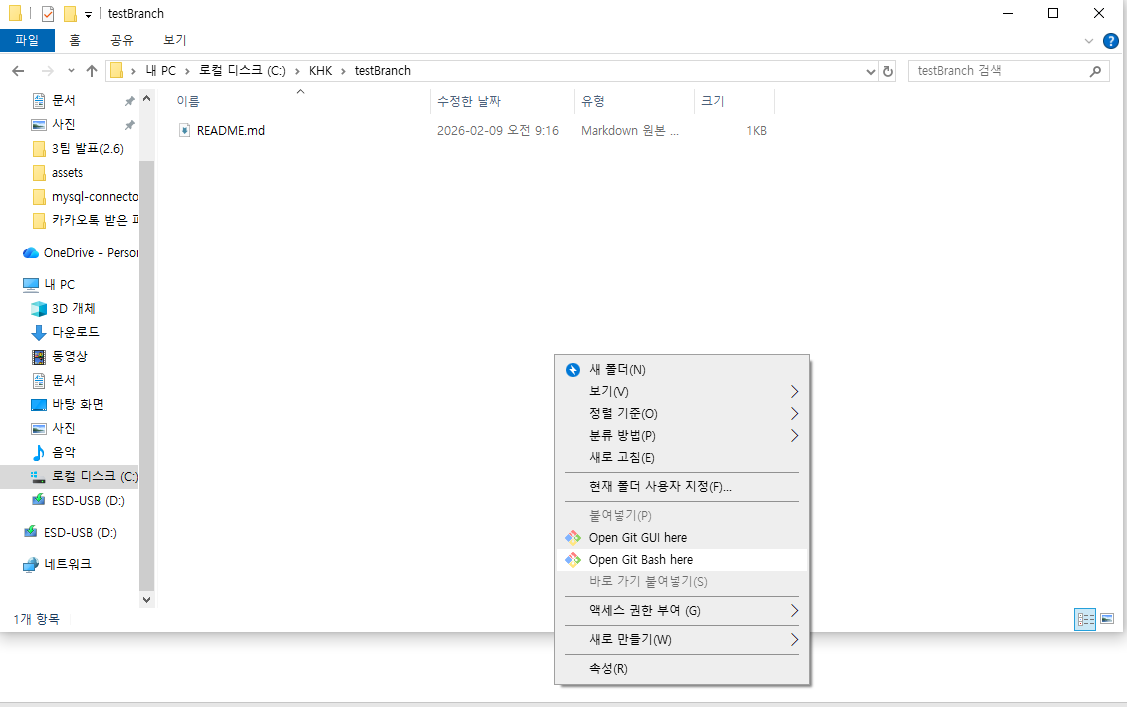 testBranch
파일 홈 공유 보기
내 PC 로컬 디스크 (C:) KHK testBranch
testBranch 검색
문서
사진
3팀 발표(2.6)
assets
mysql-connecto
카카오톡 받은 파
OneDrive - Person
내 PC
3D 개체
다운로드
동영상
문서
바탕 화면
사진
음악
로컬 디스크 (C:)
ESD-USB (D:)
ESD-USB (D:)
네트워크
이름 수정한 날짜 유형 크기
README.md 2026-02-09 오전 9:16 Markdown 원본 ... 1KB
새 폴더(N)
보기(V)
정렬 기준(O)
분류 방법(P)
새로 고침(E)
현재 폴더 사용자 지정(F)...
붙여넣기(P)
Open Git GUI here
Open Git Bash here
바로 가기 붙여넣기(S)
액세스 권한 부여 (G)
새로 만들기(W)
속성(R)
1개 항목